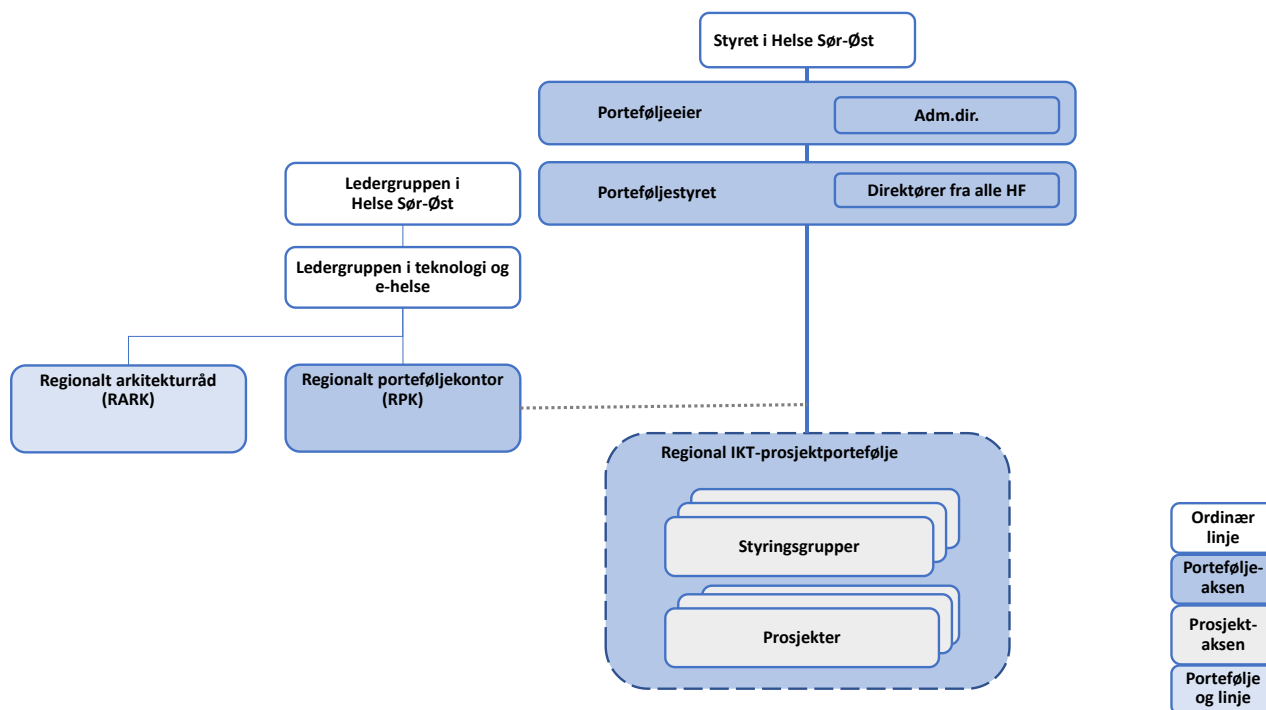 Styret i Helse Sør-Øst
Porteføljeeier
Adm.dir.
Porteføljestyret
Direktører fra alle HF
Ledergruppen i
Helse Sør-Øst
Ledergruppen i teknologi og
e-helse
Regionalt arkitekturråd
(RARK)
Regionalt porteføljekontor
(RPK)
Regional IKT-prosjektportefølje
Styringsgrupper
Prosjekter
Ordinær
linje
Portefølje-
aksen
Prosjekt-
aksen
Portefølje
og linje